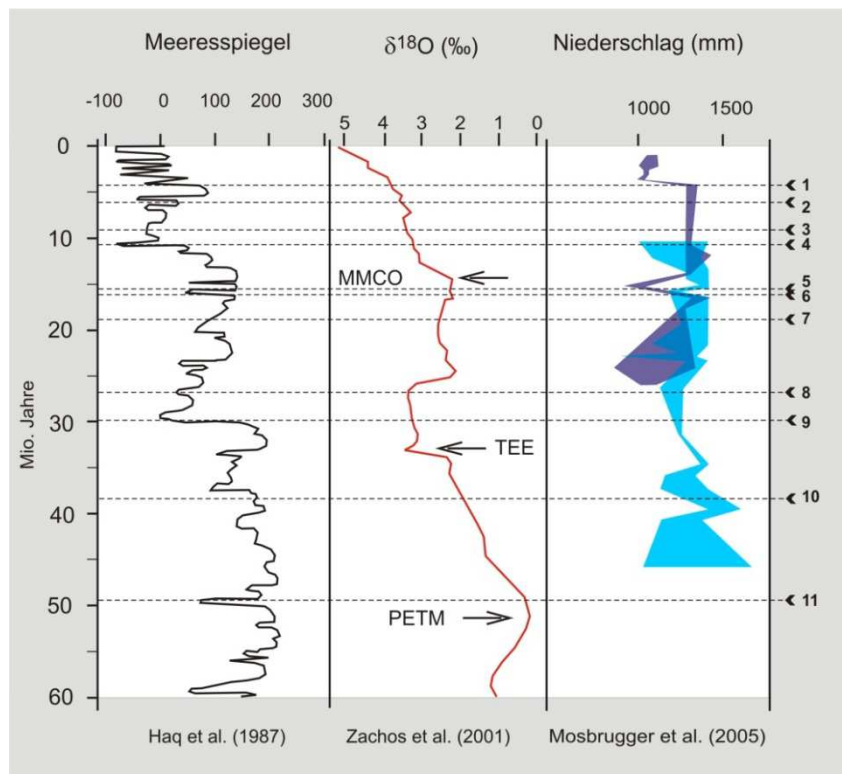 Meeresspiegel
δ18O (‰)
Niederschlag (mm)
-100 0 100 200 300
5 4 3 2 1 0
1000 1500
0
10
20
30
40
50
60
Mio. Jahre
MMCO
TEE
PETM
1
2
3
4
5
6
7
8
9
10
11
Haq et al. (1987)
Zachos et al. (2001)
Mosbrugger et al. (2005)